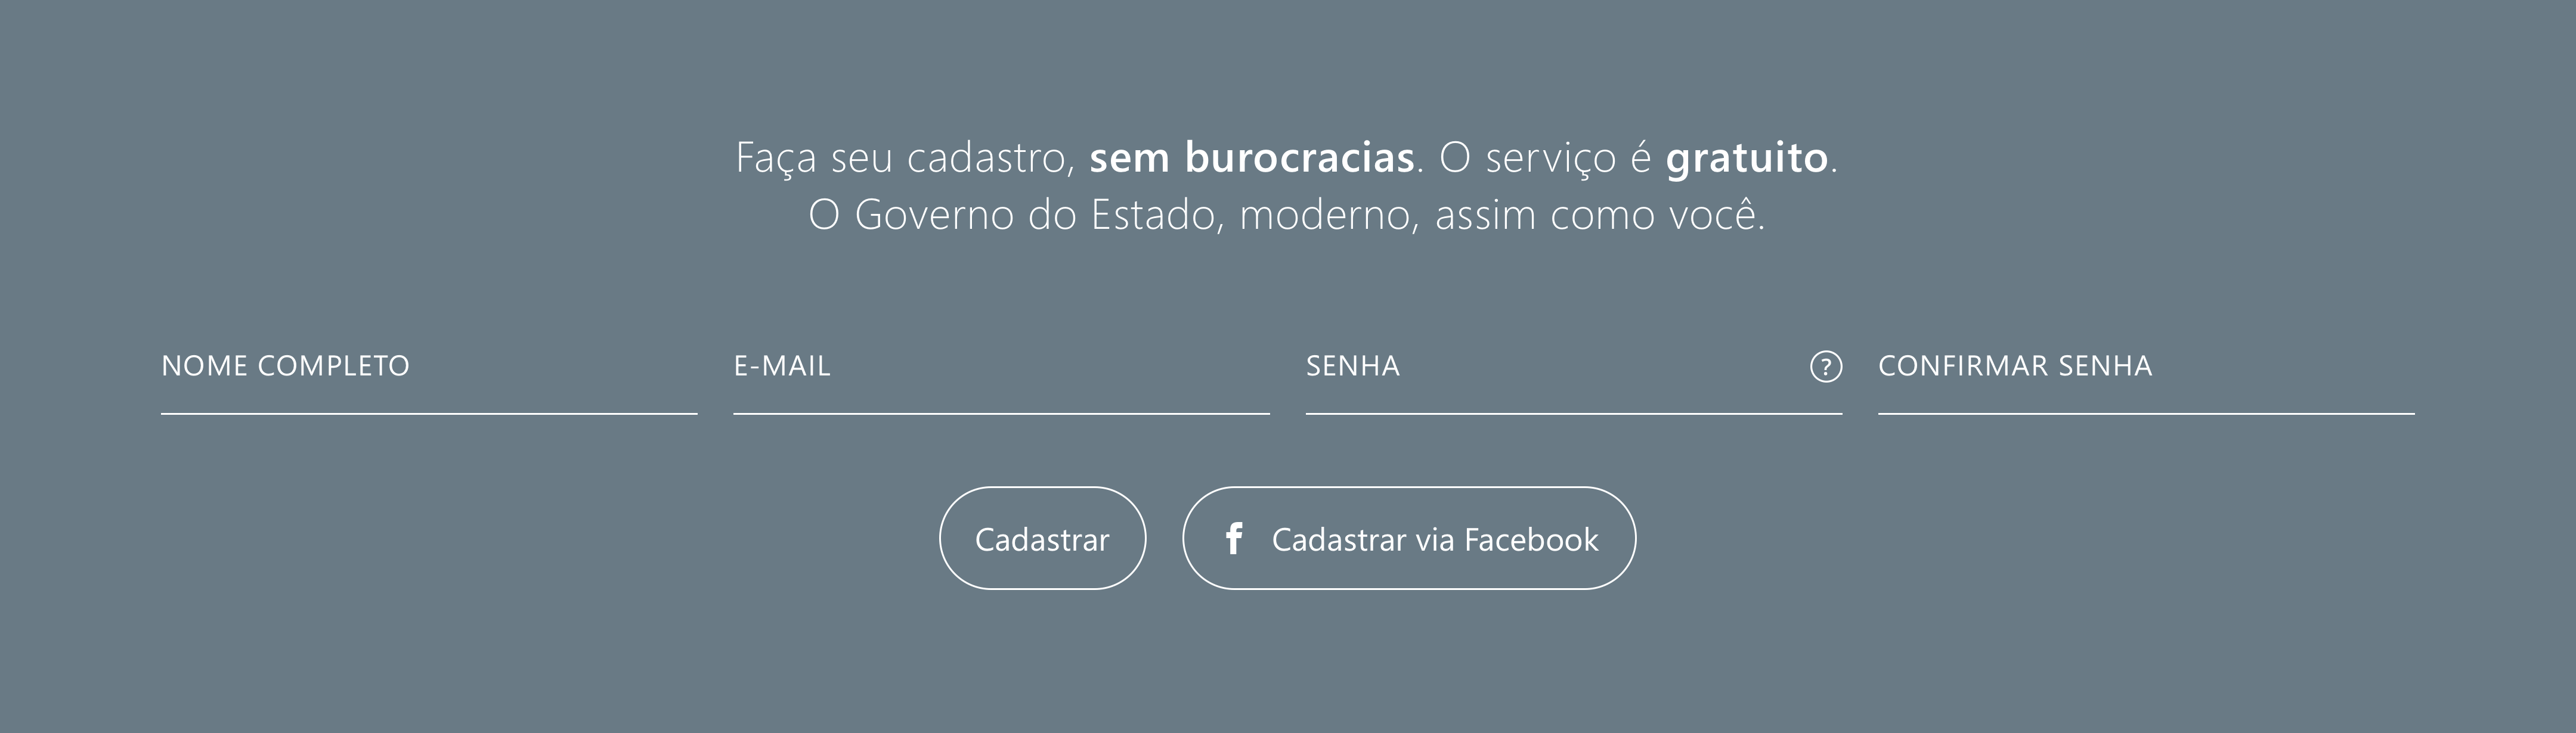 Faça seu cadastro, sem burocracias. O serviço é gratuito.
O Governo do Estado, moderno, assim como você.
NOME COMPLETO
E-MAIL
SENHA
?
CONFIRMAR SENHA
Cadastrar
f Cadastrar via Facebook